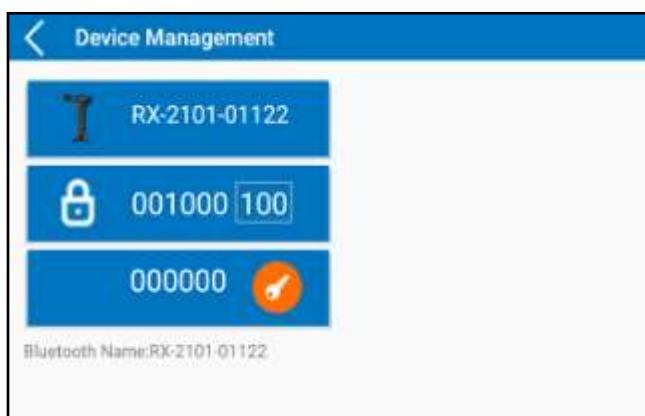 Device Management
RX-2101-01122
001000 100
000000
Bluetooth Name:RX-2101-01122